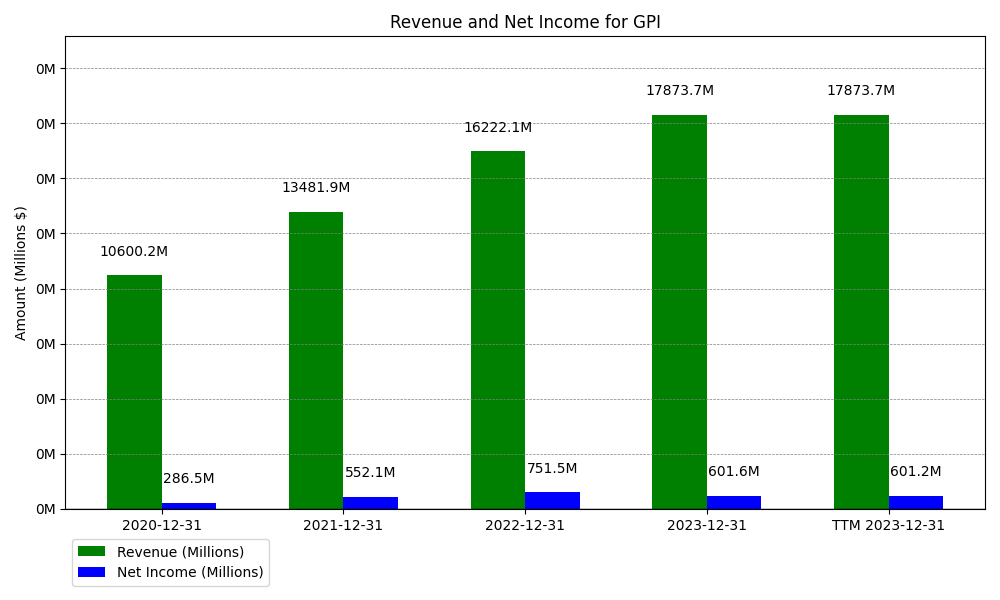 Revenue and Net Income for GPI
Amount (Millions $)
0M
0M
0M
0M
0M
0M
0M
0M
0M
10600.2M
286.5M
13481.9M
552.1M
16222.1M
751.5M
17873.7M
601.6M
17873.7M
601.2M
2020-12-31
2021-12-31
2022-12-31
2023-12-31
TTM 2023-12-31
Revenue (Millions)
Net Income (Millions)